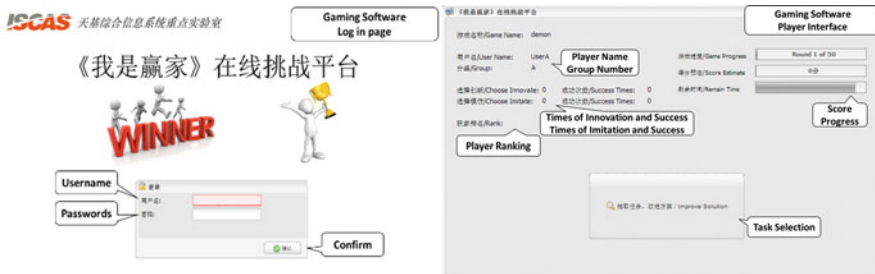 ISCAS 天基综合信息系统重点实验室
Gaming Software
Log in page
《我是赢家》在线挑战平台
WINNER
Username
Passwords
登录
用户名:
密码:
确认
Confirm
《我是赢家》在线挑战平台
Gaming Software
Player Interface
游戏名称/Game Name: demon
用户名/User Name: UserA
分组/Group: A
Player Name
Group Number
游戏进度/Game Progress Round 1 of 50
得分预估/Score Estimate 0分
剩余时间/Remain Time
选择创新/Choose Innovate: 0 成功次数/Success Times: 0
选择模仿/Choose Imitate: 0 成功次数/Success Times: 0
Times of Innovation and Success
Times of Imitation and Success
Score
Progress
玩家排名/Rank:
Player Ranking
领取任务，改进方案 / Improve Solution
Task Selection